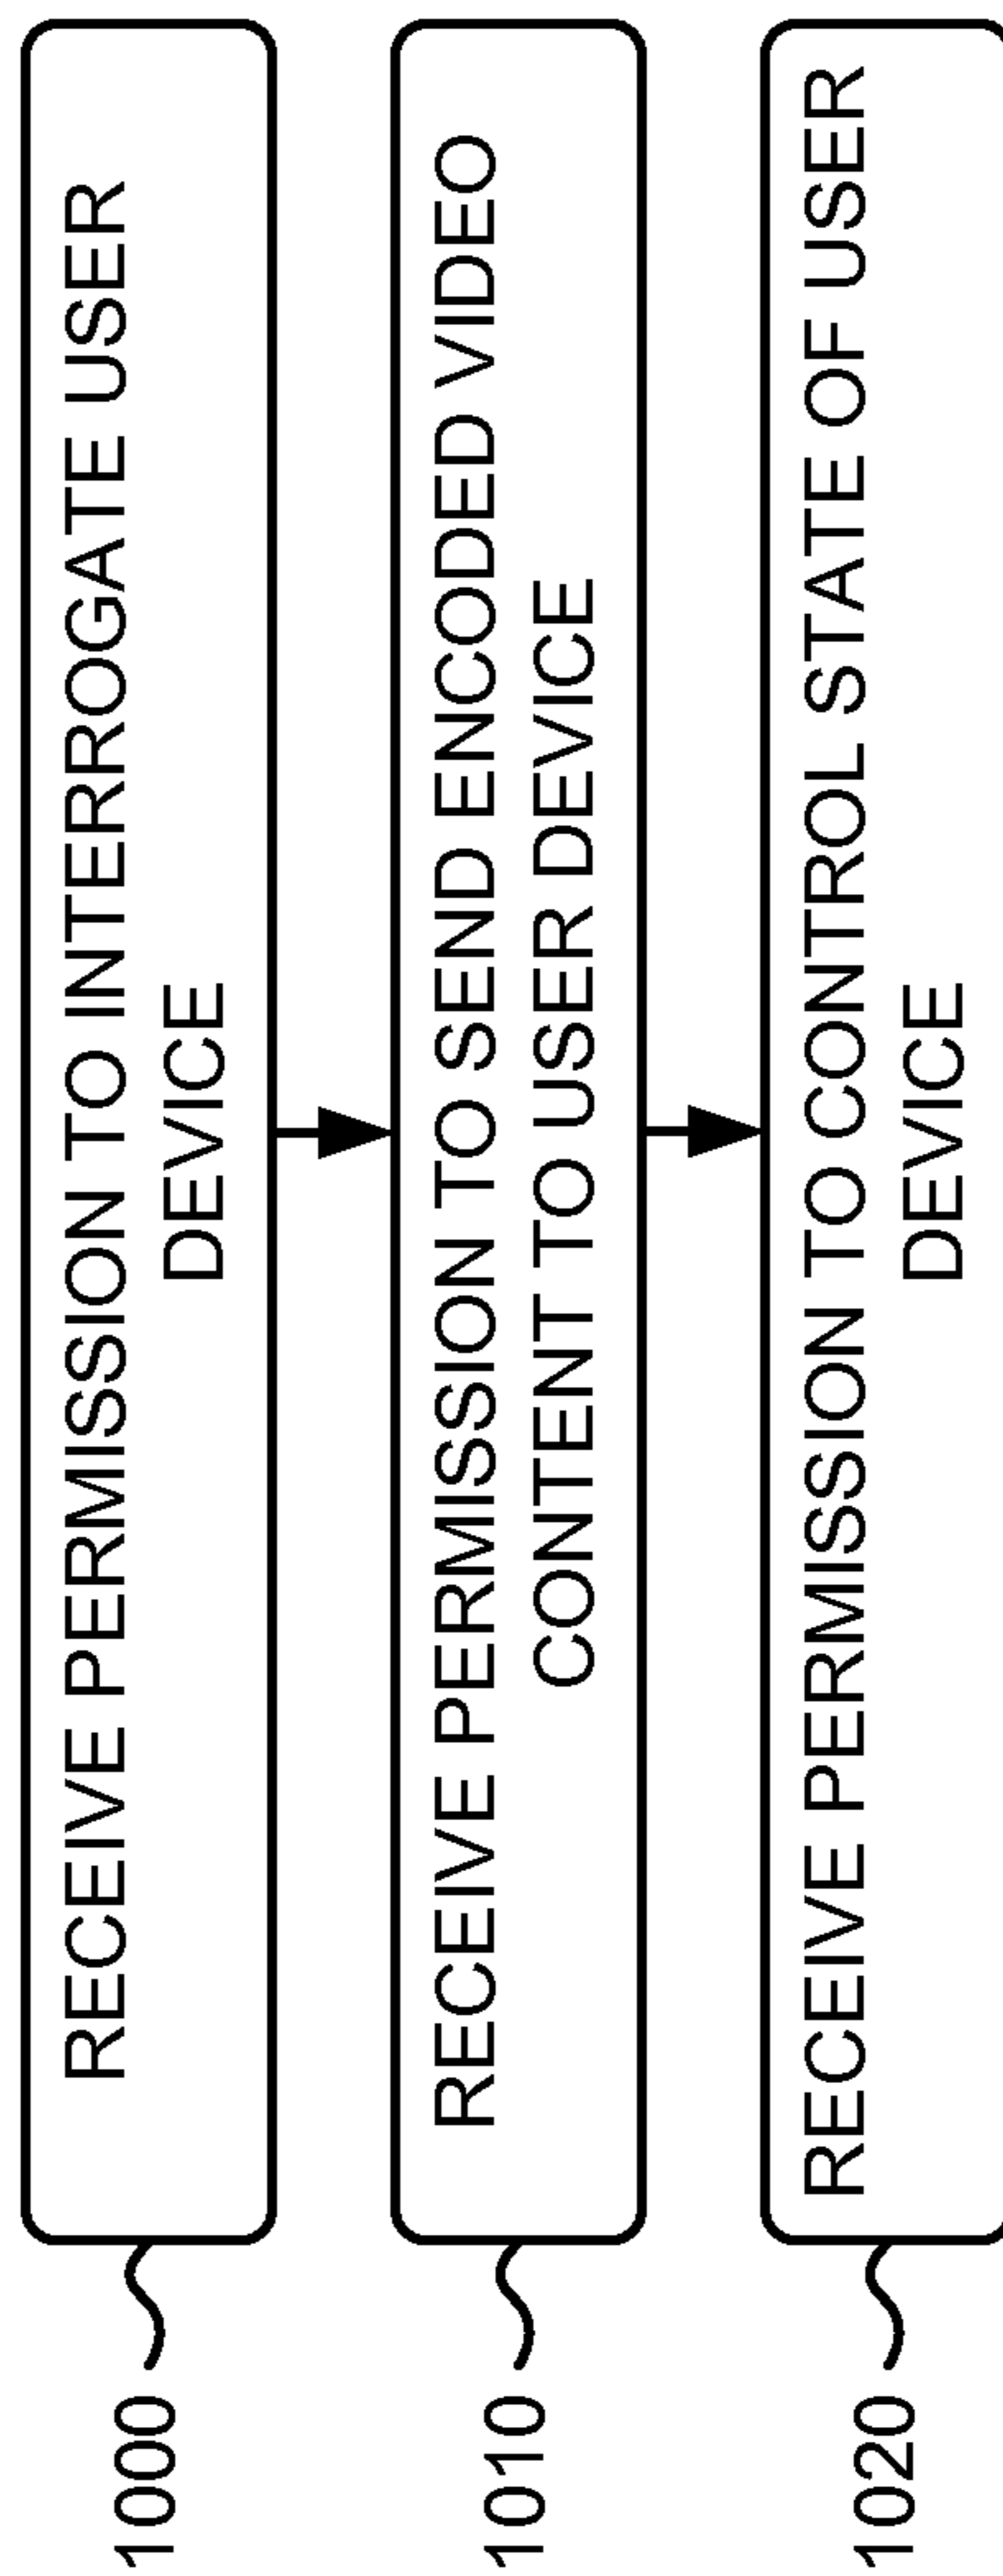 1000
RECEIVE PERMISSION TO INTERROGATE USER
DEVICE
1010
RECEIVE PERMISSION TO SEND ENCODED VIDEO
CONTENT TO USER DEVICE
1020
RECEIVE PERMISSION TO CONTROL STATE OF USER
DEVICE